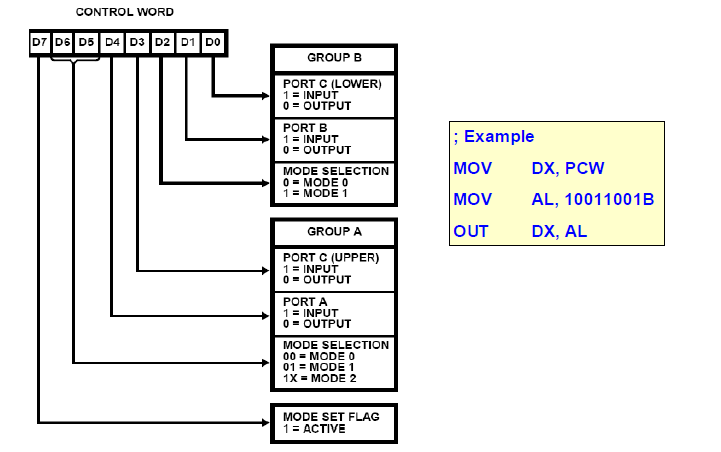 CONTROL WORD
D7 D6 D5 D4 D3 D2 D1 D0
GROUP B
PORT C (LOWER)
1 = INPUT
0 = OUTPUT
PORT B
1 = INPUT
0 = OUTPUT
MODE SELECTION
0 = MODE 0
1 = MODE 1
GROUP A
PORT C (UPPER)
1 = INPUT
0 = OUTPUT
PORT A
1 = INPUT
0 = OUTPUT
MODE SELECTION
00 = MODE 0
01 = MODE 1
1X = MODE 2
MODE SET FLAG
1 = ACTIVE
; Example
MOV DX, PCW
MOV AL, 10011001B
OUT DX, AL